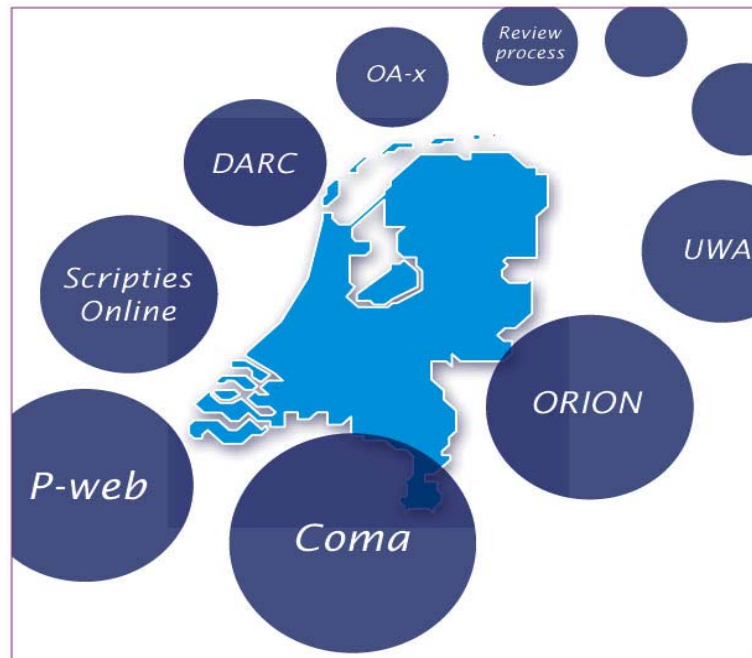 Review
process
OA-x
DARC
UWA
Scripties
Online
ORION
P-web
Coma